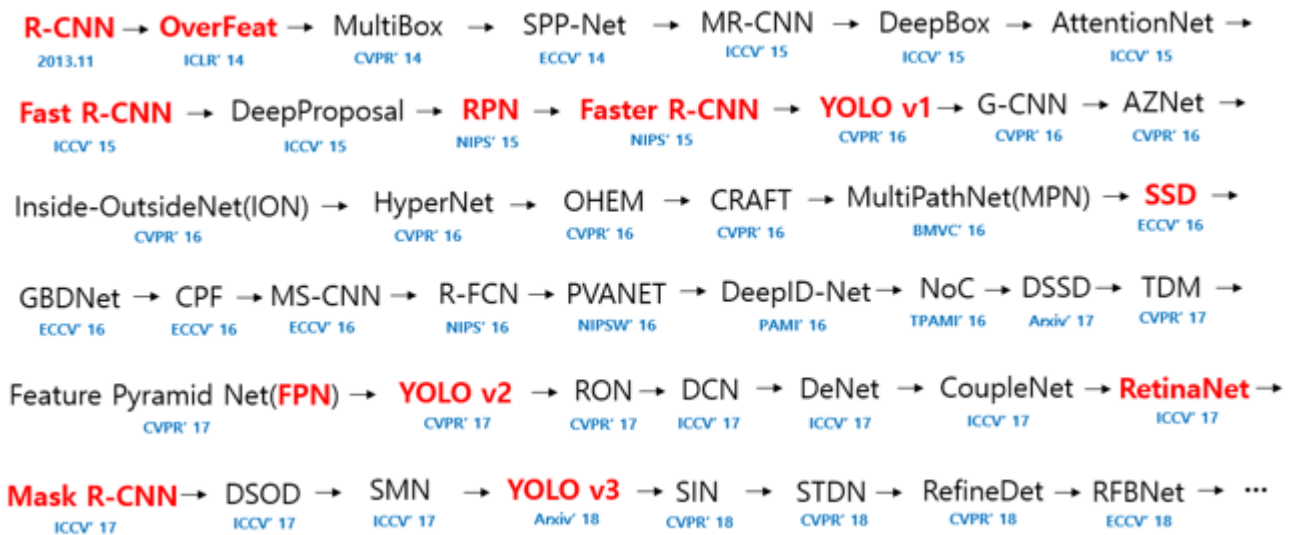 R-CNN → OverFeat → MultiBox → SPP-Net → MR-CNN → DeepBox → AttentionNet →
2013.11 ICLR' 14 CVPR' 14 ECCV' 14 ICCV' 15 ICCV' 15 ICCV' 15
Fast R-CNN → DeepProposal → RPN → Faster R-CNN → YOLO v1 → G-CNN → AZNet →
ICCV' 15 ICCV' 15 NIPS' 15 NIPS' 15 CVPR' 16 CVPR' 16 CVPR' 16
Inside-OutsideNet(ION) → HyperNet → OHEM → CRAFT → MultiPathNet(MPN) → SSD →
CVPR' 16 CVPR' 16 CVPR' 16 CVPR' 16 BMVC' 16 ECCV' 16
GBDNet → CPF → MS-CNN → R-FCN → PVANET → DeepID-Net → NoC → DSSD → TDM →
ECCV' 16 ECCV' 16 ECCV' 16 NIPS' 16 NIPSW' 16 PAMI' 16 TPAMI' 16 Arxiv' 17 CVPR' 17
Feature Pyramid Net(FPN) → YOLO v2 → RON → DCN → DeNet → CoupleNet → RetinaNet →
CVPR' 17 CVPR' 17 CVPR' 17 ICCV' 17 ICCV' 17 ICCV' 17 ICCV' 17
Mask R-CNN → DSOD → SMN → YOLO v3 → SIN → STDN → RefineDet → RFBNet → ···
ICCV' 17 ICCV' 17 ICCV' 17 Arxiv' 18 CVPR' 18 CVPR' 18 CVPR' 18 ECCV' 18